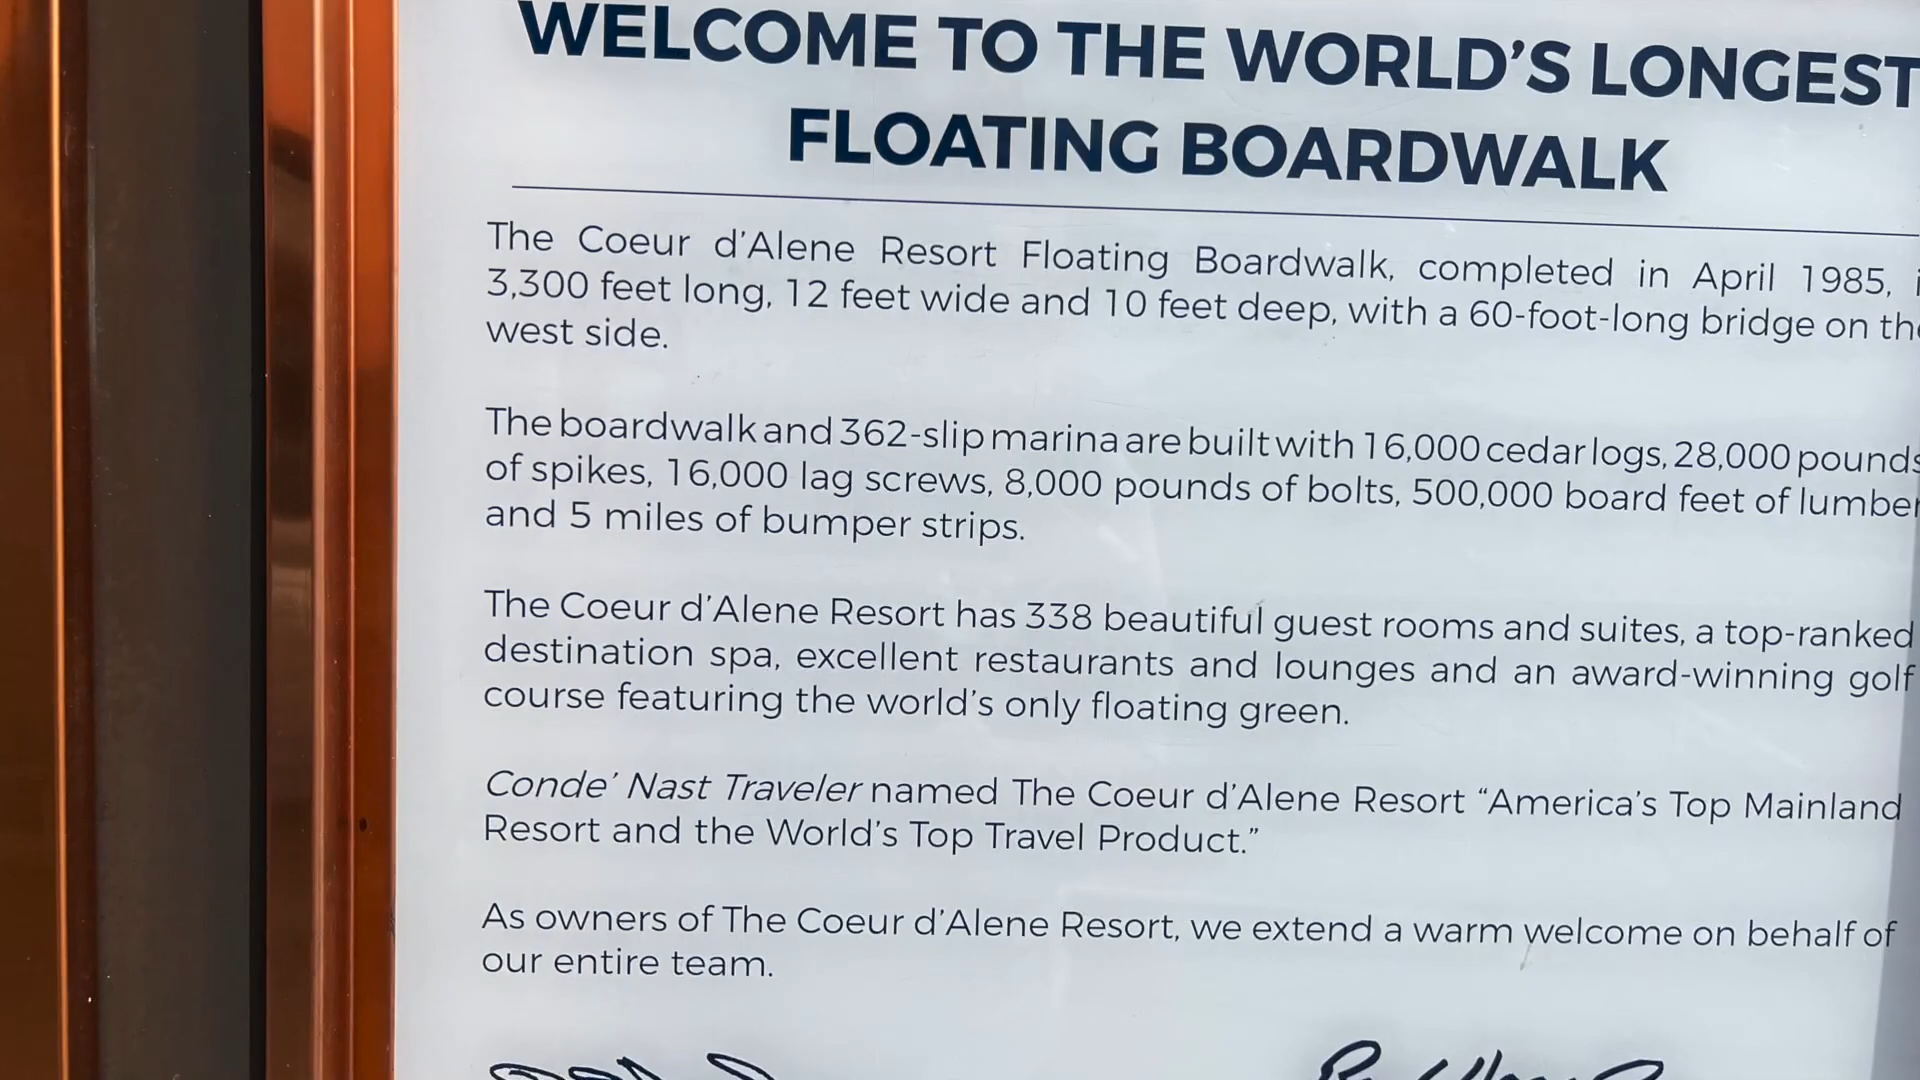 WELCOME TO THE WORLD'S LONGEST
FLOATING BOARDWALK
The Coeur d'Alene Resort Floating Boardwalk, completed in April 1985,
3,300 feet long, 12 feet wide and 10 feet deep, with a 60-foot-long bridge on the
west side.
The boardwalk and 362-slip marina are built with 16,000 cedar logs, 28,000 pounds
of spikes, 16,000 lag screws, 8,000 pounds of bolts, 500,000 board feet of lumber
and 5 miles of bumper strips.
The Coeur d'Alene Resort has 338 beautiful guest rooms and suites, a top-ranked
destination spa, excellent restaurants and lounges and an award-winning golf
course featuring the world's only floating green.
Conde' Nast Traveler named The Coeur d'Alene Resort “America's Top Mainland
Resort and the World's Top Travel Product.”
As owners of The Coeur d'Alene Resort, we extend a warm welcome on behalf of
our entire team.